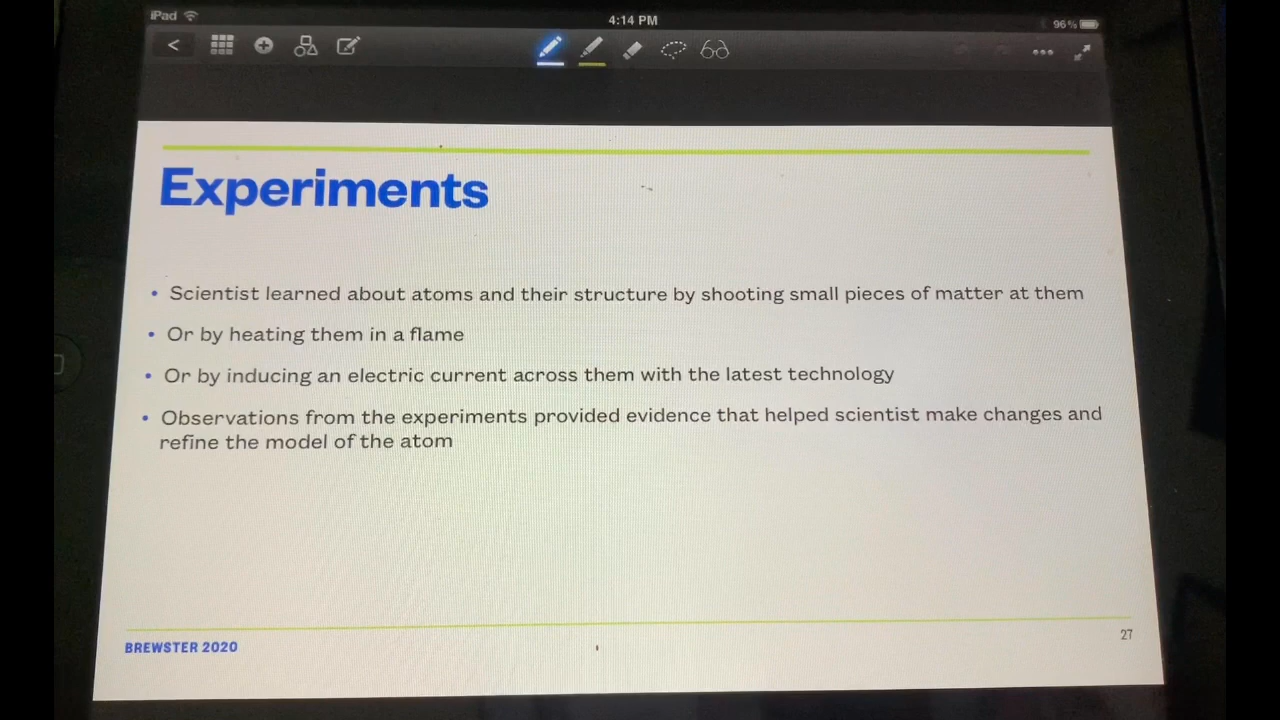 iPad
4:14 PM
96%
Experiments
• Scientist learned about atoms and their structure by shooting small pieces of matter at them
• Or by heating them in a flame
• Or by inducing an electric current across them with the latest technology
• Observations from the experiments provided evidence that helped scientist make changes and
refine the model of the atom
BREWSTER 2020
27